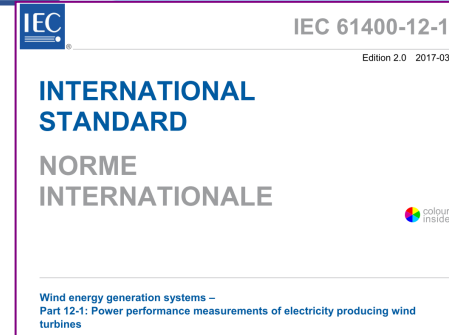 IEC
®
IEC 61400-12-1
Edition 2.0 2017-03
INTERNATIONAL
STANDARD
NORME
INTERNATIONALE
colour
inside
Wind energy generation systems –
Part 12-1: Power performance measurements of electricity producing wind
turbines